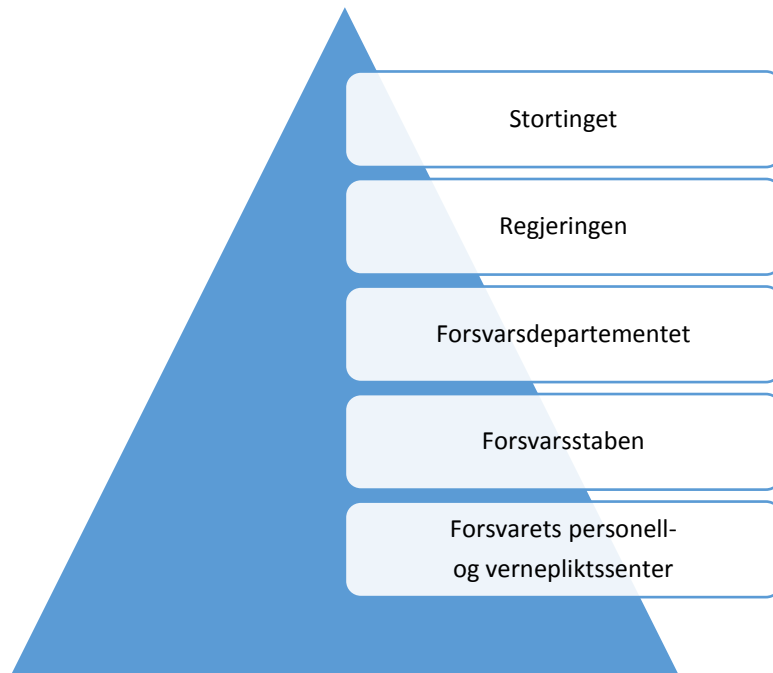 Stortinget
Regjeringen
Forsvarsdepartementet
Forsvarsstaben
Forsvarets personell-
og vernepliktssenter